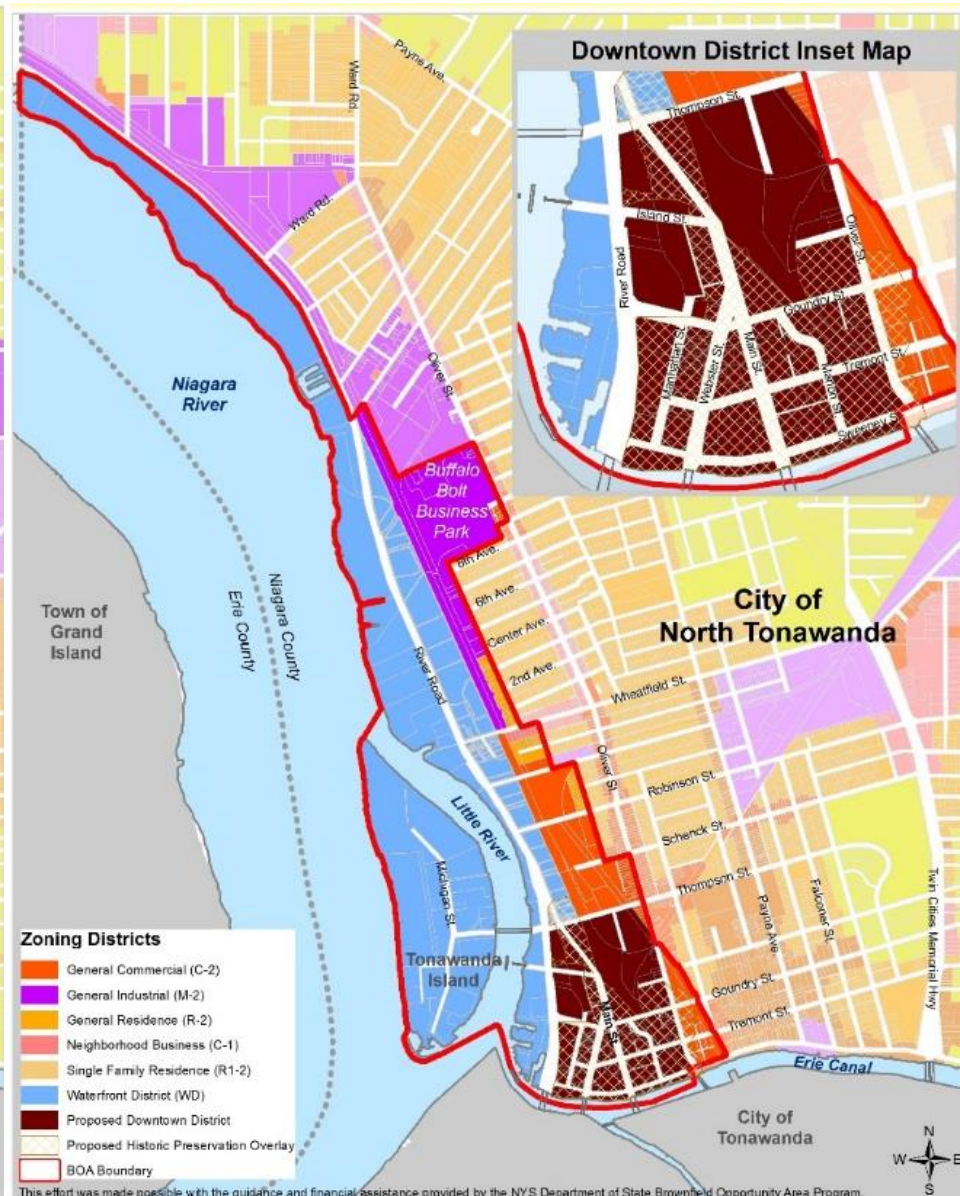 Payne Ave.
Ward Rd.
Ward Rd.
Oliver St.
Niagara
River
Buffalo
Bolt
Business
Park
Town of
Grand
Island
Niagara County
Erie County
River Road
8th Ave.
6th Ave.
Center Ave.
2nd Ave.
City of
North Tonawanda
Wheatfield St.
Oliver St.
Robinson St.
Schenck St.
Thompson St.
Payne Ave.
Falconer St.
Twin Cities Memorial Hwy
Little River
Michigan St.
Tonawanda
Island
Main St.
Goundry St.
Tremont St.
Erie Canal
City of
Tonawanda
N
W
E
S
Downtown District Inset Map
Thompson St.
Island St.
River Road
Oliver St.
Goundry St.
Manhattan St.
Webster St.
Main St.
Marion St.
Tremont St.
Sweeney St
Zoning Districts
General Commercial (C-2)
General Industrial (M-2)
General Residence (R-2)
Neighborhood Business (C-1)
Single Family Residence (R1-2)
Waterfront District (WD)
Proposed Downtown District
Proposed Historic Preservation Overlay
BOA Boundary
This effort was made possible with the guidance and financial assistance provided by the NYS Department of State Brownfield Opportunity Area Program.